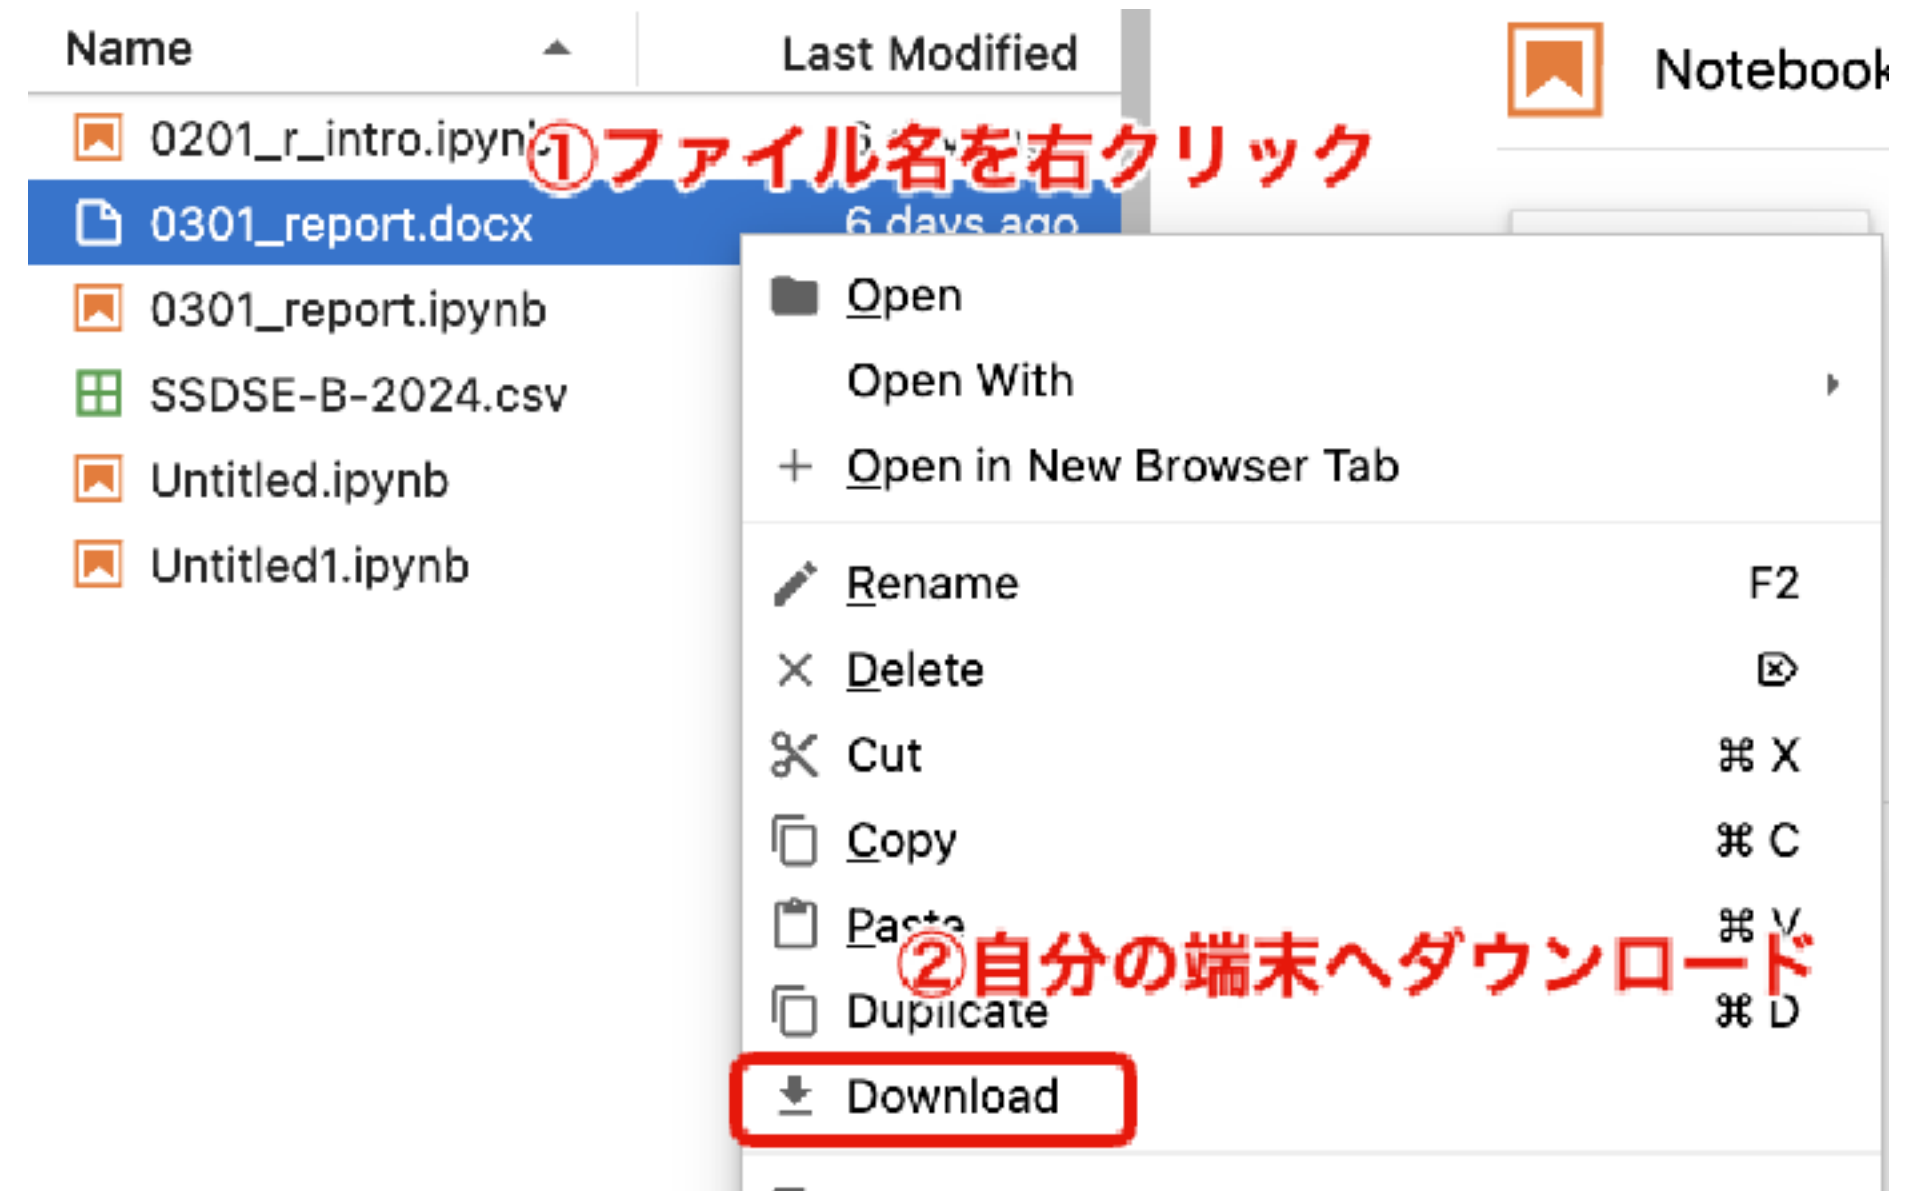 Name
Last Modified
Notebook
0201_r_intro.ipynb
①ファイル名を右クリック
0301_report.docx
6 days ago
0301_report.ipynb
SSDSE-B-2024.csv
Untitled.ipynb
Untitled1.ipynb
Open
Open With
Open in New Browser Tab
Rename F2
Delete
Cut ⌘ X
Copy ⌘ C
Paste ⌘ V
②自分の端末へダウンロード
Duplicate ⌘ D
Download